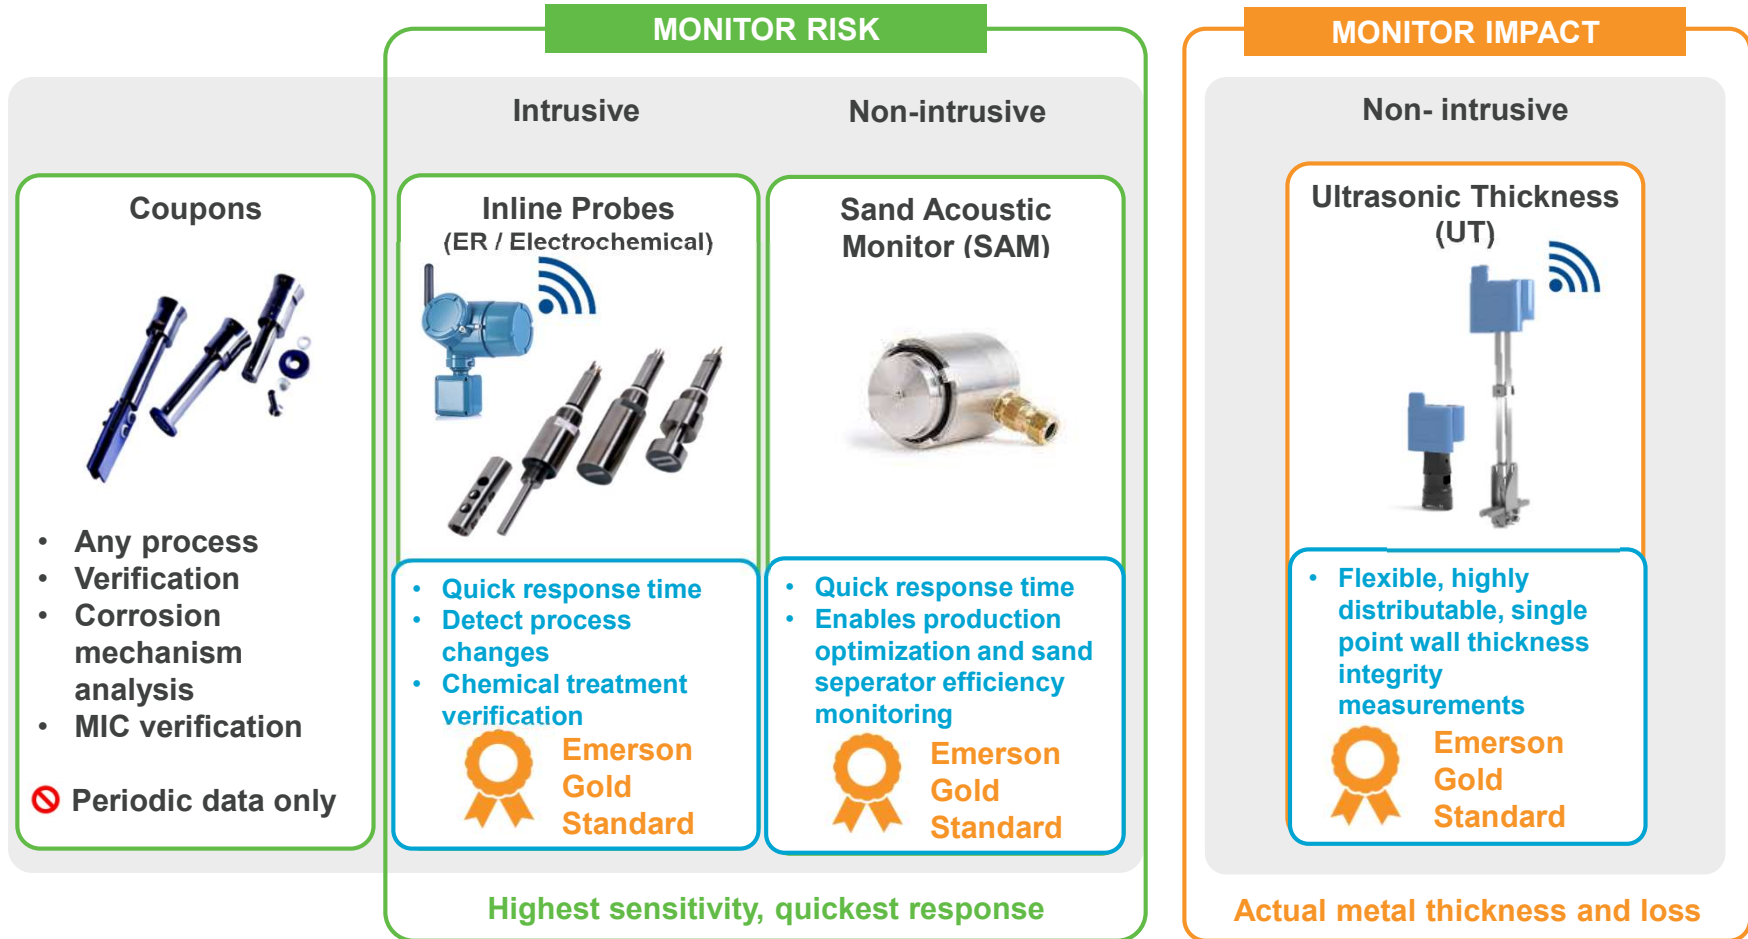 MONITOR RISK
MONITOR IMPACT
Intrusive
Non-intrusive
Non- intrusive
Coupons
• Any process
• Verification
• Corrosion
mechanism
analysis
• MIC verification
Periodic data only
Inline Probes
(ER / Electrochemical)
• Quick response time
• Detect process
changes
• Chemical treatment
verification
Emerson
Gold
Standard
Sand Acoustic
Monitor (SAM)
• Quick response time
• Enables production
optimization and sand
seperator efficiency
monitoring
Emerson
Gold
Standard
Highest sensitivity, quickest response
Ultrasonic Thickness
(UT)
• Flexible, highly
distributable, single
point wall thickness
integrity
measurements
Emerson
Gold
Standard
Actual metal thickness and loss